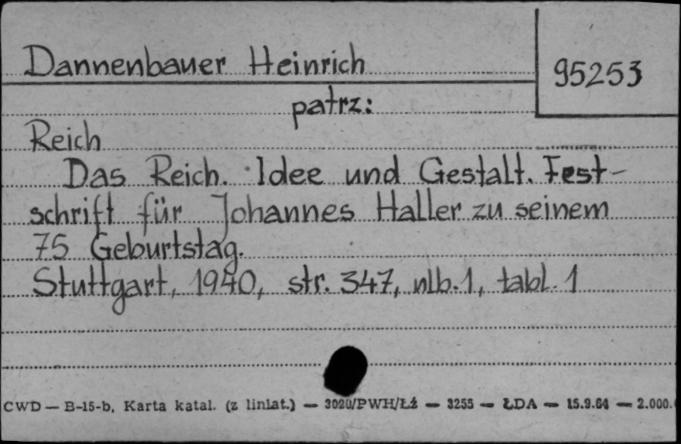 Dannenbauer Heinrich
95253
patrz:
Reich
Das Reich. Idee und Gestalt. Fest-
schrift für Johannes Haller zu seinem
75 Geburtstag.
Stuttgart, 1940, str. 347, nlb. 1, tabl. 1
CWD — B-15-b, Karta katal. (z liniat.) — 3020/PWH/Łź — 3255 — ŁDA — 15.9.64 — 2.000.